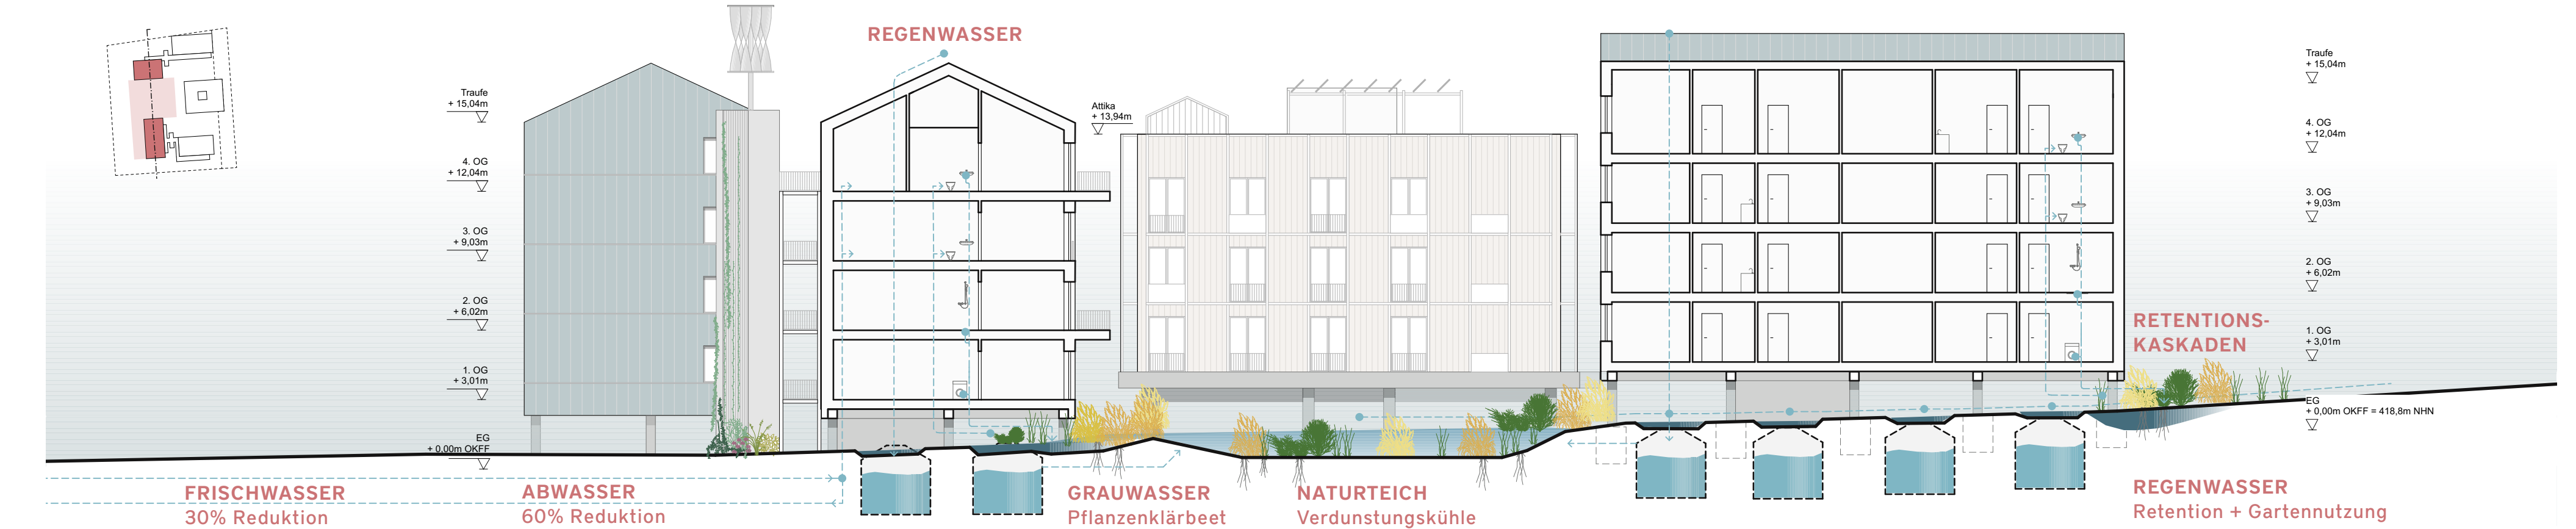 REGENWASSER
Traufe
+ 15,04m
4. OG
+ 12,04m
3. OG
+ 9,03m
2. OG
+ 6,02m
1. OG
+ 3,01m
EG
+ 0,00m OKFF
Attika
+ 13,94m
Traufe
+ 15,04m
4. OG
+ 12,04m
3. OG
+ 9,03m
2. OG
+ 6,02m
1. OG
+ 3,01m
EG
+ 0,00m OKFF = 418,8m NHN
RETENTIONS-
KASKADEN
FRISCHWASSER
30% Reduktion
ABWASSER
60% Reduktion
GRAUWASSER
Pflanzenklärbeet
NATURTEICH
Verdunstungskühle
REGENWASSER
Retention + Gartennutzung